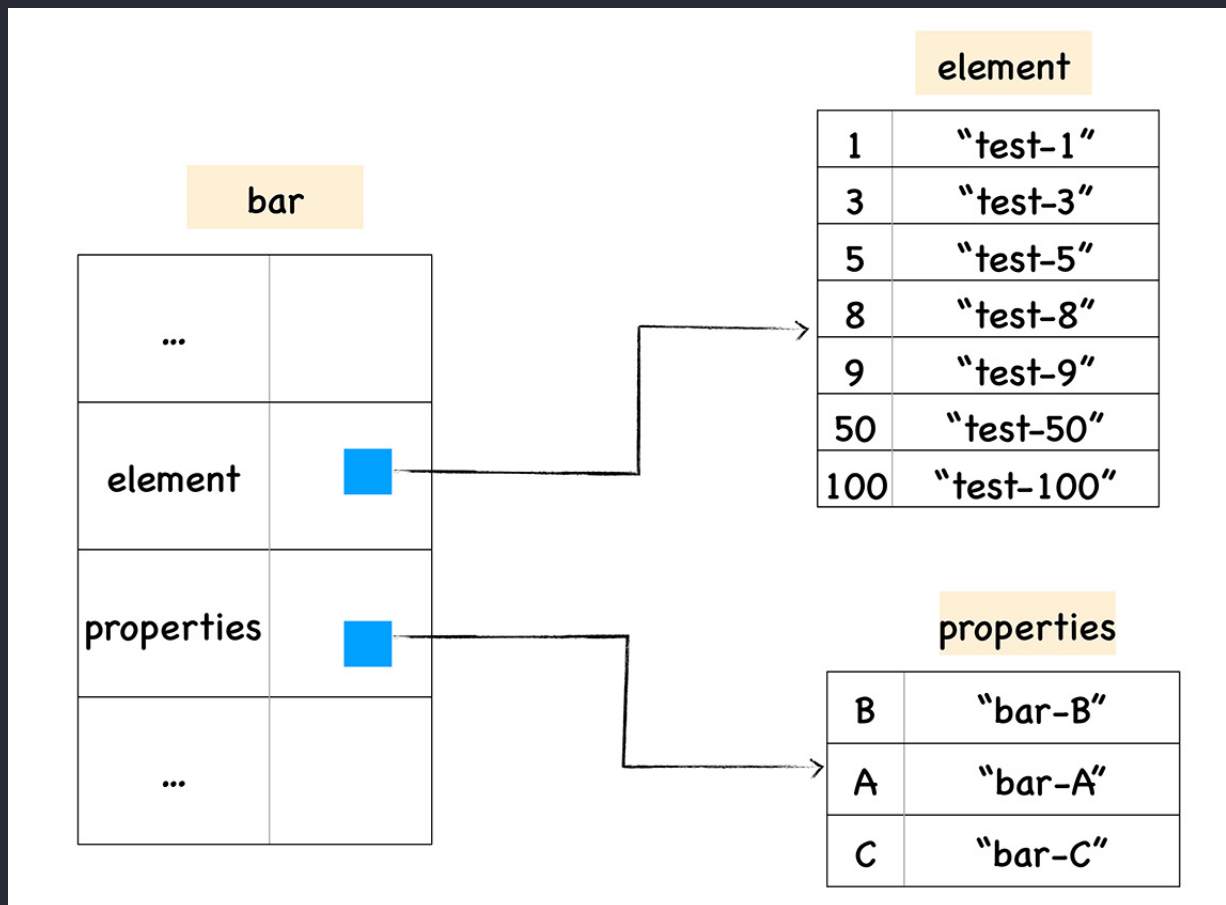 bar
...
element
properties
...
element
1 “test-1”
3 “test-3”
5 “test-5”
8 “test-8”
9 “test-9”
50 “test-50”
100 “test-100”
properties
B “bar-B”
A “bar-A”
C “bar-C”